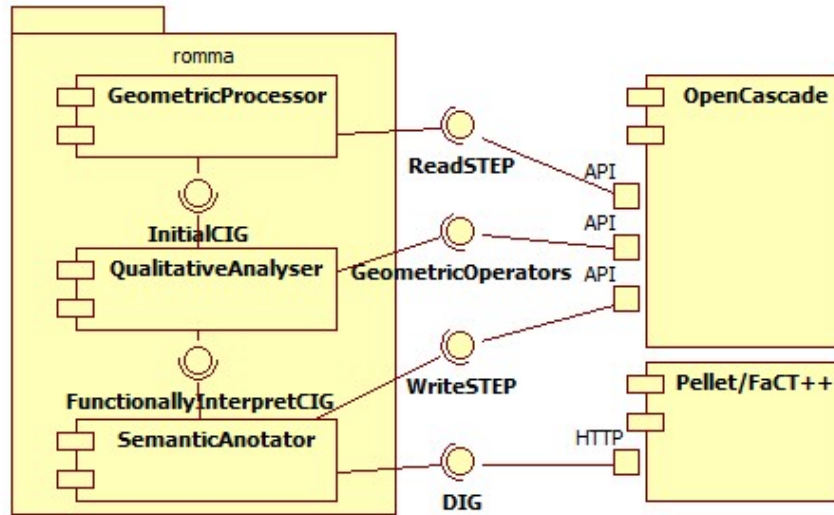 romma
GeometricProcessor
OpenCascade
ReadSTEP
API
InitialCIG
API
QualitativeAnalyser
GeometricOperators
API
FunctionallyInterpretCIG
WriteSTEP
Pellet/FaCT++
SemanticAnotator
HTTP
DIG